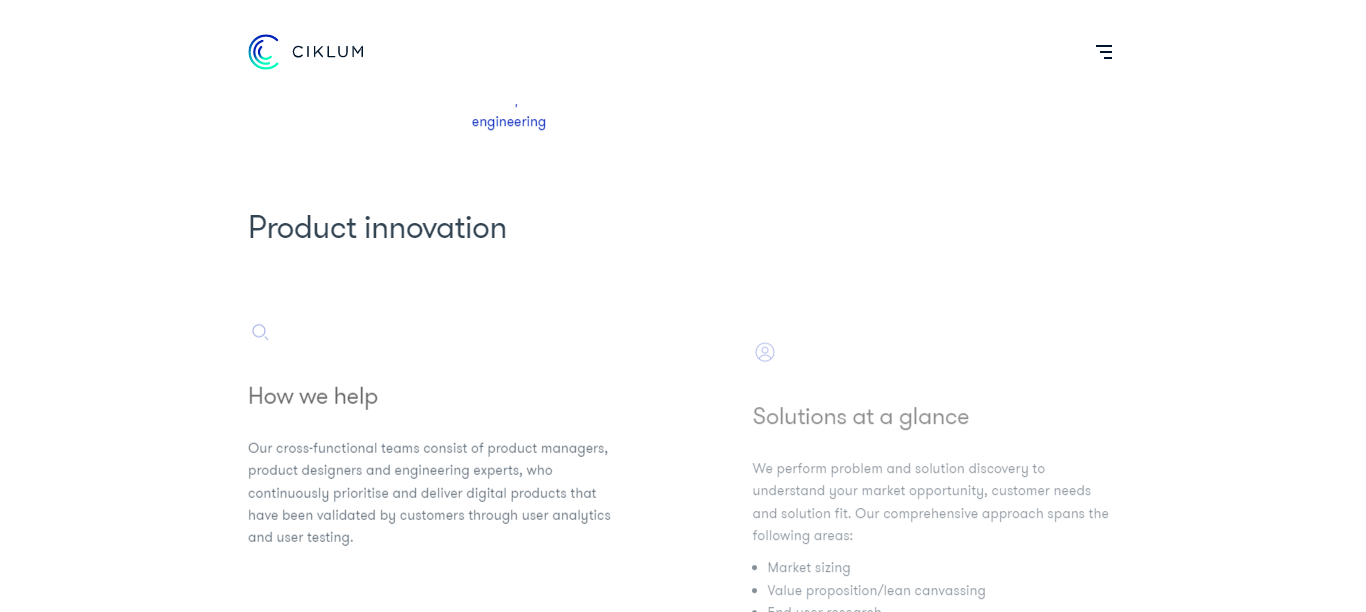 CIKLUM
engineering
Product innovation
How we help
Our cross-functional teams consist of product managers,
product designers and engineering experts, who
continuously prioritise and deliver digital products that
have been validated by customers through user analytics
and user testing.
Solutions at a glance
We perform problem and solution discovery to
understand your market opportunity, customer needs
and solution fit. Our comprehensive approach spans the
following areas:
Market sizing
Value proposition/lean canvassing
End user research